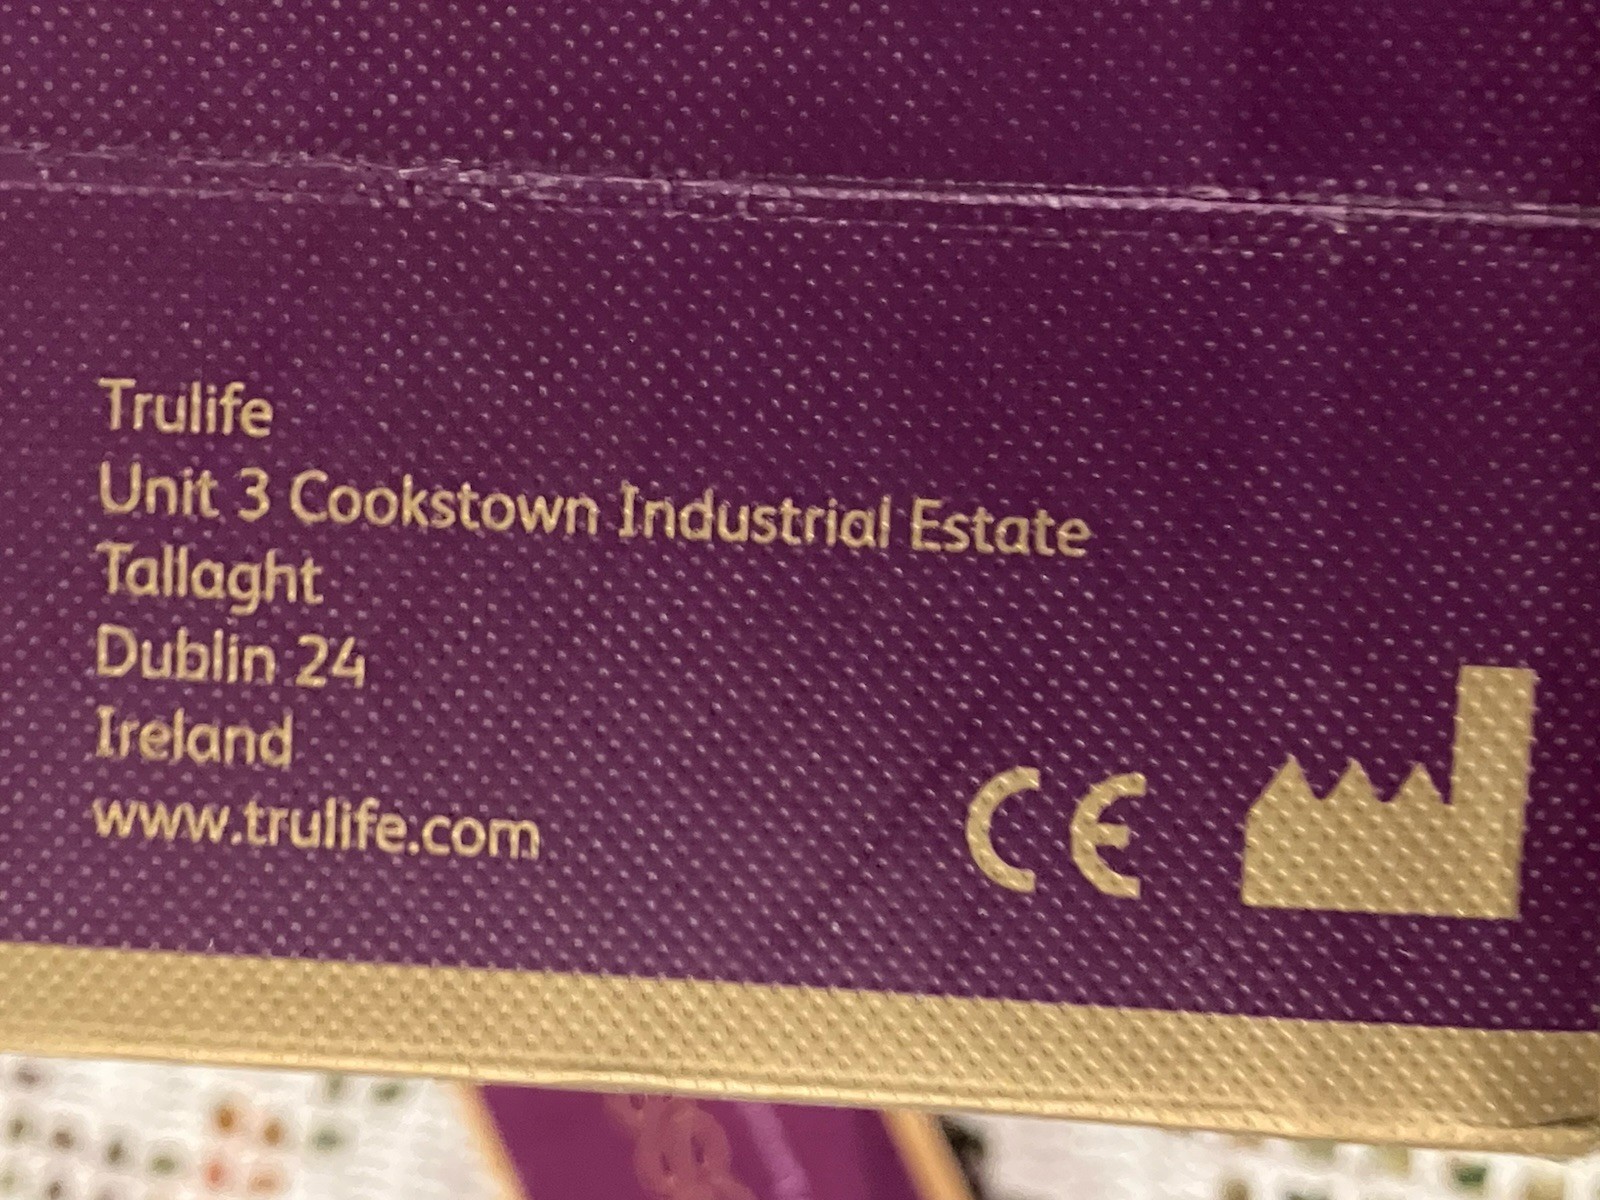 Trulife
Unit 3 Cookstown Industrial Estate
Tallaght
Dublin 24
Ireland
www.trulife.com
CE